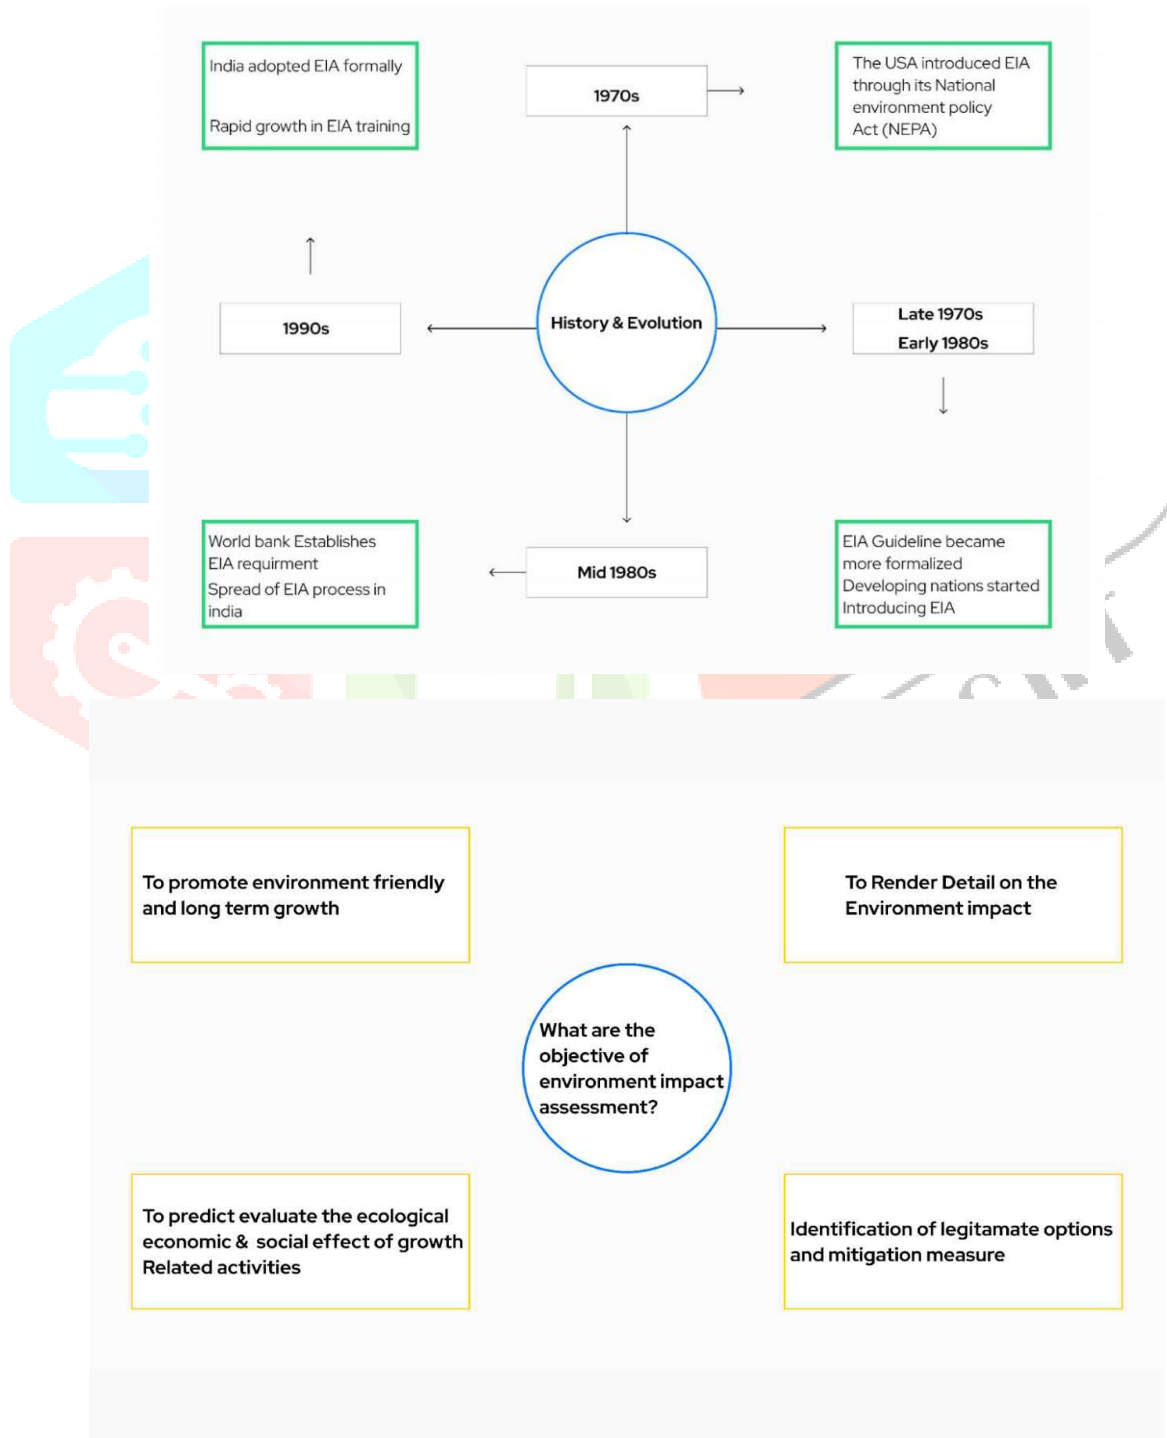 India adopted EIA formally
Rapid growth in EIA training
1970s
The USA introduced EIA
through its National
environment policy
Act (NEPA)
1990s
History & Evolution
Late 1970s
Early 1980s
World bank Establishes
EIA requirment
Spread of EIA process in
india
Mid 1980s
EIA Guideline became
more formalized
Developing nations started
Introducing EIA
To promote environment friendly
and long term growth
To Render Detail on the
Environment impact
What are the
objective of
environment impact
assessment?
To predict evaluate the ecological
economic & social effect of growth
Related activities
Identification of legitamate options
and mitigation measure